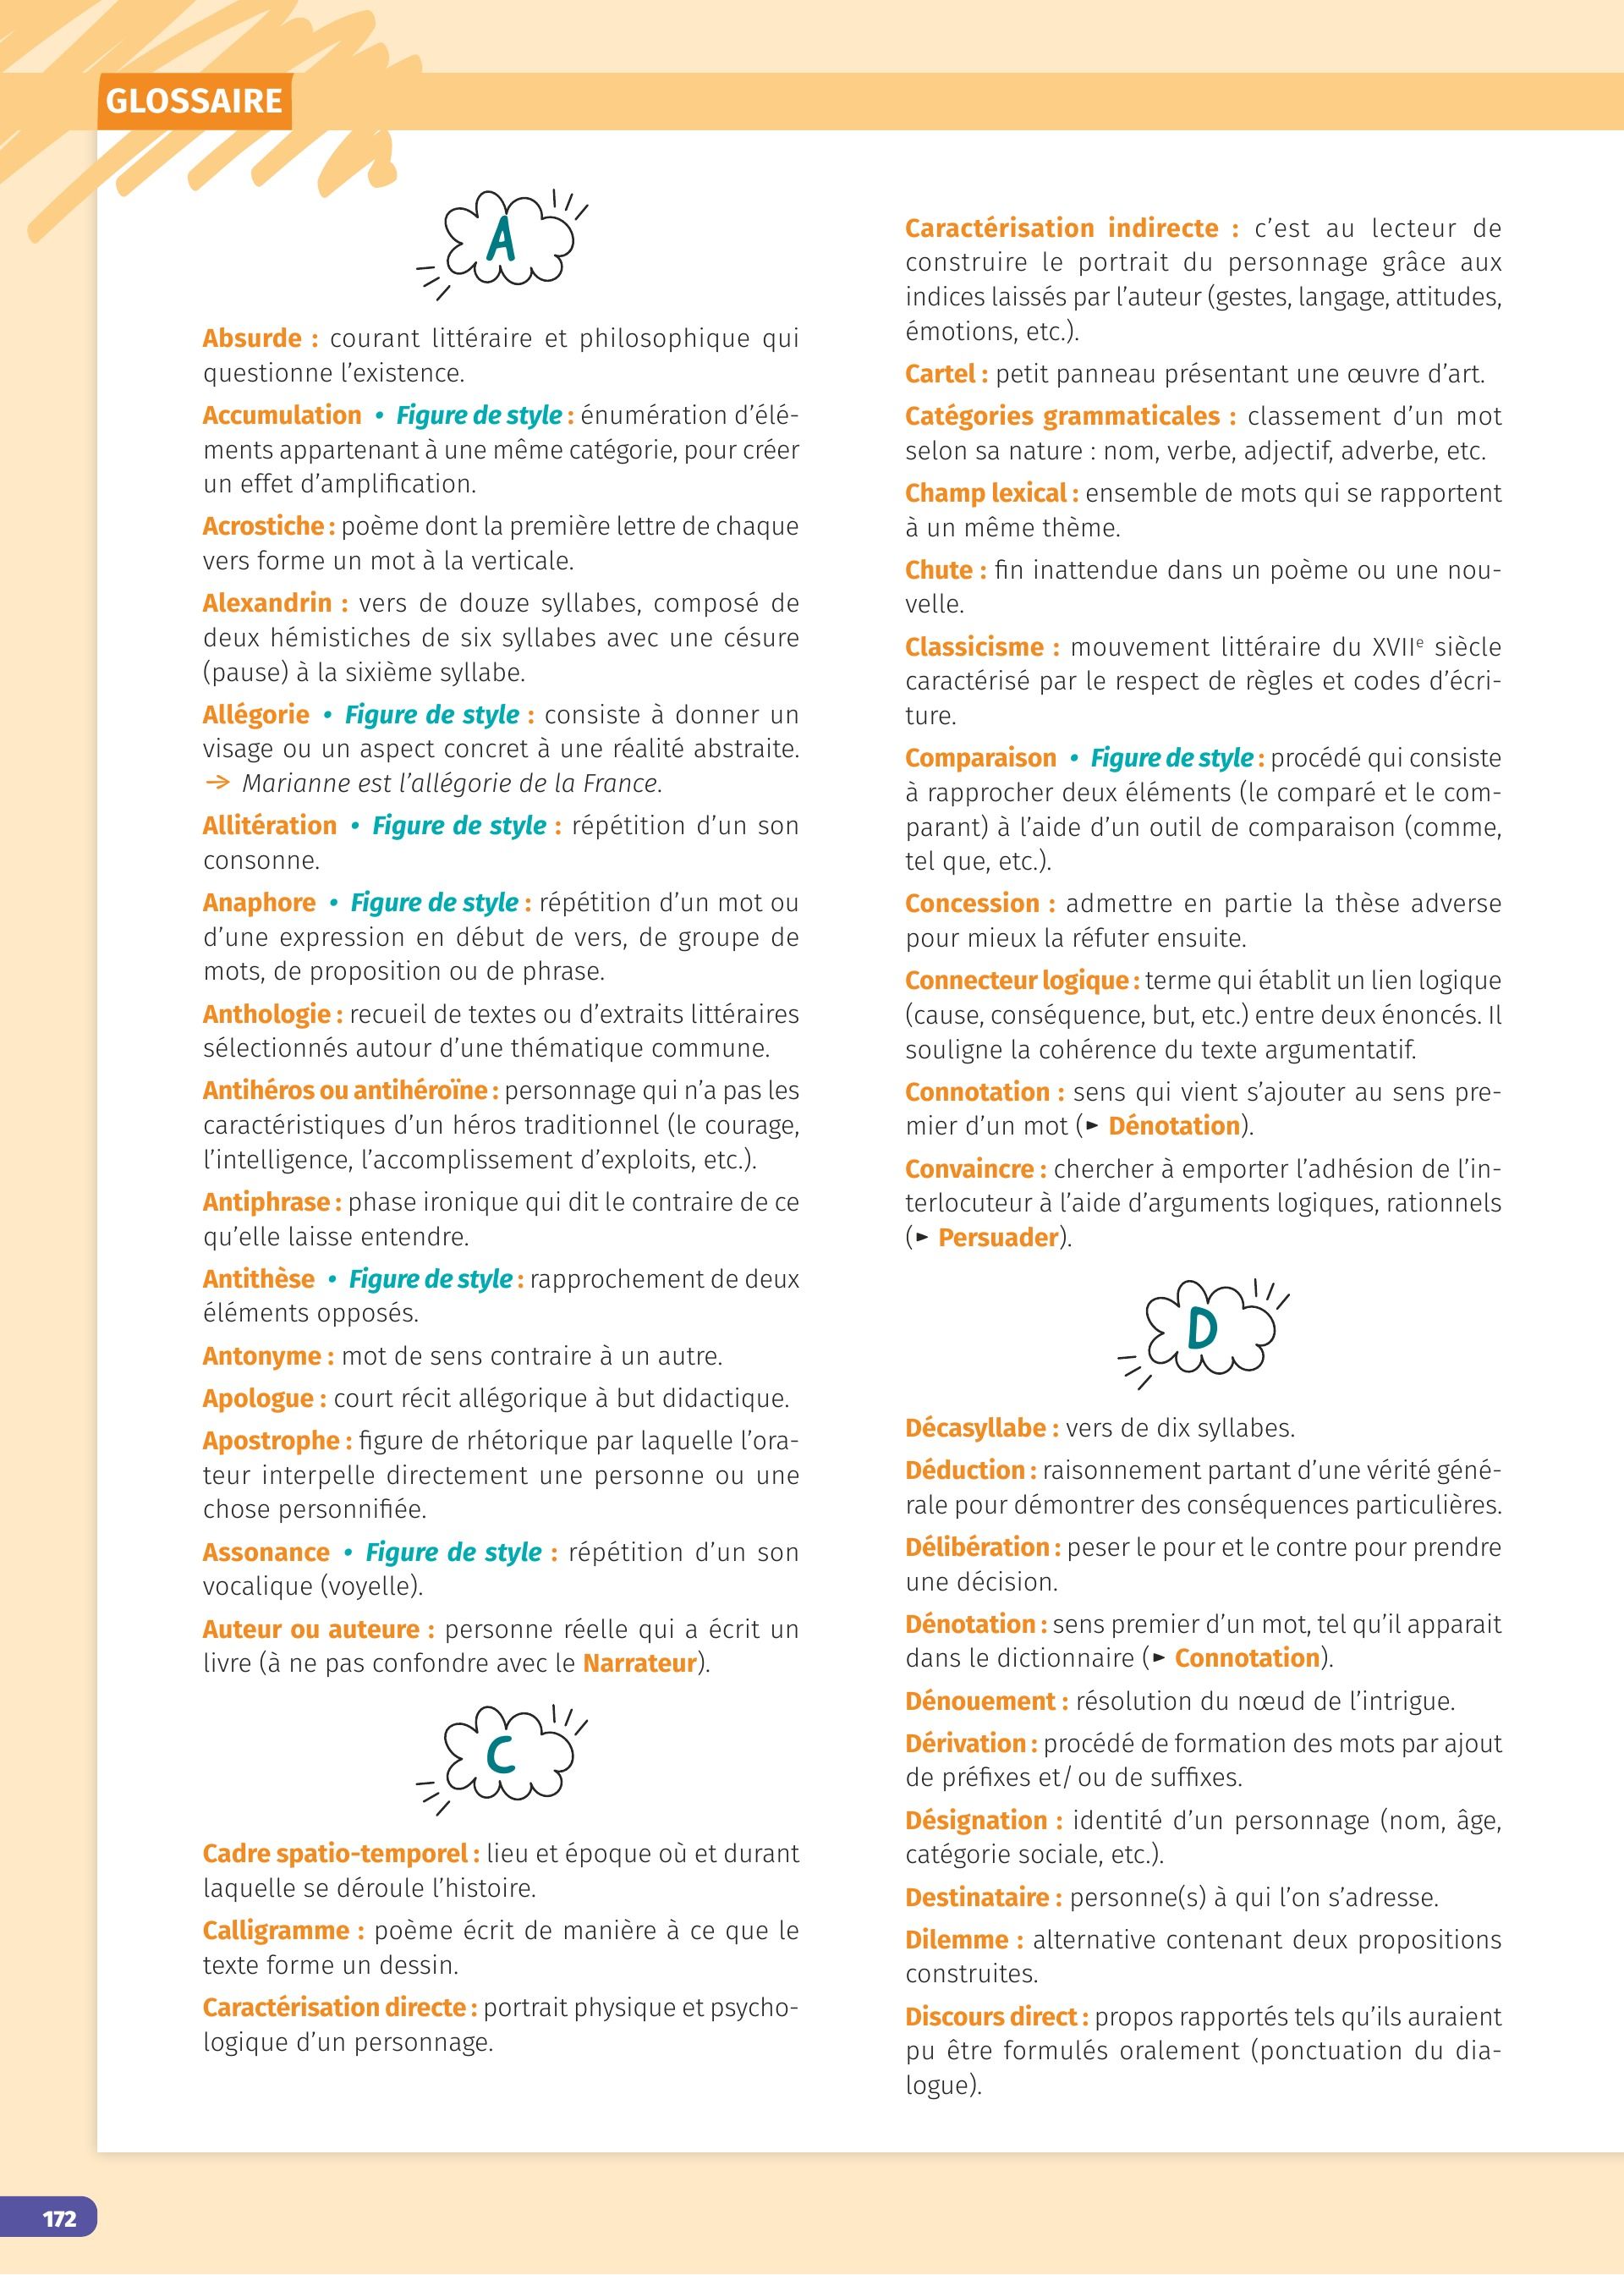 GLOSSAIRE
A
Absurde : courant littéraire et philosophique qui
questionne l’existence.
Accumulation • Figure de style : énumération d’élé-
ments appartenant à une même catégorie, pour créer
un effet d’amplification.
Acrostiche : poème dont la première lettre de chaque
vers forme un mot à la verticale.
Alexandrin : vers de douze syllabes, composé de
deux hémistiches de six syllabes avec une césure
(pause) à la sixième syllabe.
Allégorie • Figure de style : consiste à donner un
visage ou un aspect concret à une réalité abstraite.
→ Marianne est l’allégorie de la France.
Allitération • Figure de style : répétition d’un son
consonne.
Anaphore • Figure de style : répétition d’un mot ou
d’une expression en début de vers, de groupe de
mots, de proposition ou de phrase.
Anthologie : recueil de textes ou d’extraits littéraires
sélectionnés autour d’une thématique commune.
Antihéros ou antihéroïne : personnage qui n’a pas les
caractéristiques d’un héros traditionnel (le courage,
l’intelligence, l’accomplissement d’exploits, etc.).
Antiphrase : phase ironique qui dit le contraire de ce
qu’elle laisse entendre.
Antithèse • Figure de style : rapprochement de deux
éléments opposés.
Antonyme : mot de sens contraire à un autre.
Apologue : court récit allégorique à but didactique.
Apostrophe : figure de rhétorique par laquelle l’ora-
teur interpelle directement une personne ou une
chose personnifiée.
Assonance • Figure de style : répétition d’un son
vocalique (voyelle).
Auteur ou auteure : personne réelle qui a écrit un
livre (à ne pas confondre avec le Narrateur).
C
Cadre spatio-temporel : lieu et époque où et durant
laquelle se déroule l’histoire.
Calligramme : poème écrit de manière à ce que le
texte forme un dessin.
Caractérisation directe : portrait physique et psycho-
logique d’un personnage.
Caractérisation indirecte : c’est au lecteur de
construire le portrait du personnage grâce aux
indices laissés par l’auteur (gestes, langage, attitudes,
émotions, etc.).
Cartel : petit panneau présentant une œuvre d’art.
Catégories grammaticales : classement d’un mot
selon sa nature : nom, verbe, adjectif, adverbe, etc.
Champ lexical : ensemble de mots qui se rapportent
à un même thème.
Chute : fin inattendue dans un poème ou une nou-
velle.
Classicisme : mouvement littéraire du XVIIᵉ siècle
caractérisé par le respect de règles et codes d’écri-
ture.
Comparaison • Figure de style : procédé qui consiste
à rapprocher deux éléments (le comparé et le com-
parant) à l’aide d’un outil de comparaison (comme,
tel que, etc.).
Concession : admettre en partie la thèse adverse
pour mieux la réfuter ensuite.
Connecteur logique : terme qui établit un lien logique
(cause, conséquence, but, etc.) entre deux énoncés. Il
souligne la cohérence du texte argumentatif.
Connotation : sens qui vient s’ajouter au sens pre-
mier d’un mot (► Dénotation).
Convaincre : chercher à emporter l’adhésion de l’in-
terlocuteur à l’aide d’arguments logiques, rationnels
(► Persuader).
D
Décasyllabe : vers de dix syllabes.
Déduction : raisonnement partant d’une vérité géné-
rale pour démontrer des conséquences particulières.
Délibération : peser le pour et le contre pour prendre
une décision.
Dénotation : sens premier d’un mot, tel qu’il apparait
dans le dictionnaire (► Connotation).
Dénouement : résolution du nœud de l’intrigue.
Dérivation : procédé de formation des mots par ajout
de préfixes et/ ou de suffixes.
Désignation : identité d’un personnage (nom, âge,
catégorie sociale, etc.).
Destinataire : personne(s) à qui l’on s’adresse.
Dilemme : alternative contenant deux propositions
construites.
Discours direct : propos rapportés tels qu’ils auraient
pu être formulés oralement (ponctuation du dia-
logue).
172